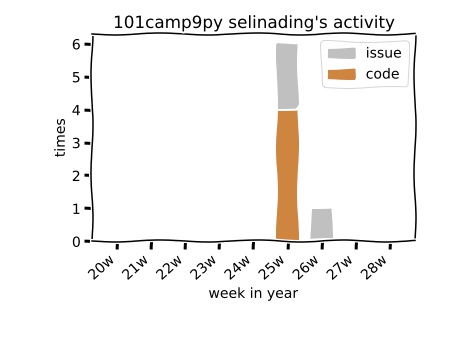 101camp9py selinading's activity
issue
code
times
6
5
4
3
2
1
0
20w 21w 22w 23w 24w 25w 26w 27w 28w
week in year